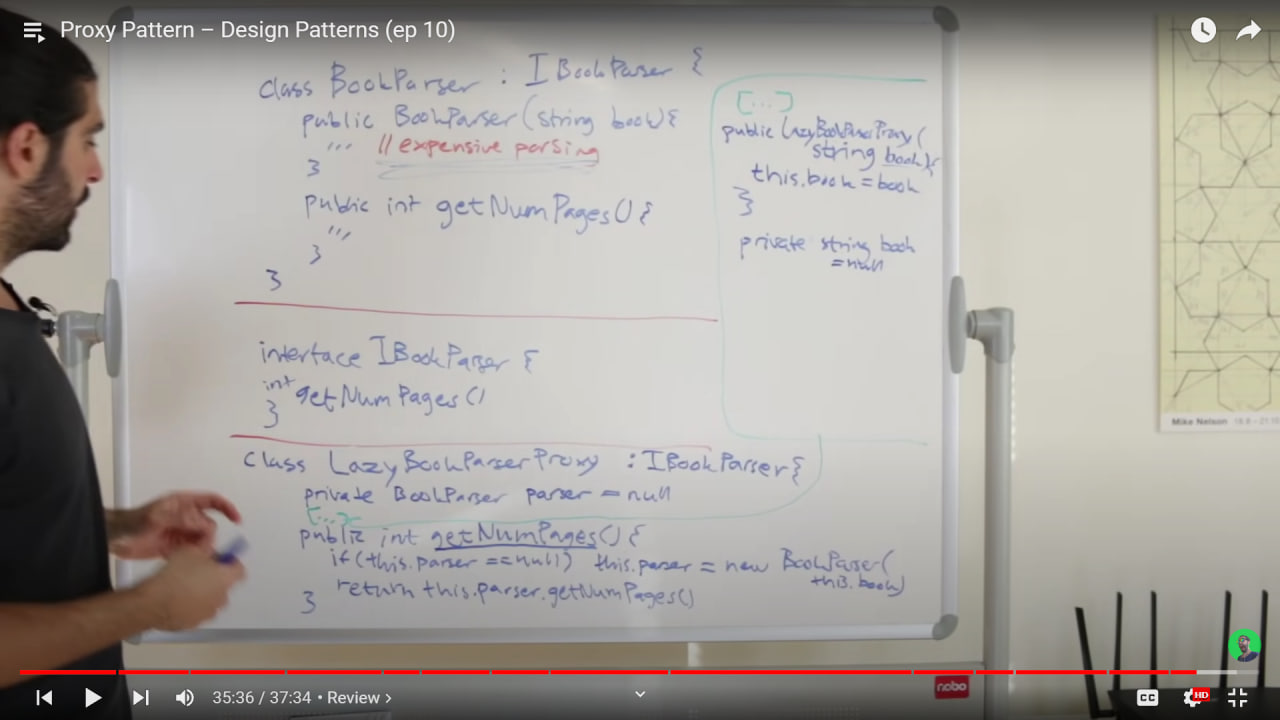 Proxy Pattern – Design Patterns (ep 10)
class BookParser : IBookParser {
public BookParser(string book){
''' // expensive parsing
}
public int getNumPages(){
'''
}
}
interface IBookParser {
int getNumPages()
}
class LazyBookParserProxy : IBookParser{
private BookParser parser = null
[...]
public int getNumPages(){
if(this.parser == null) this.parser = new BookParser(
this.book)
return this.parser.getNumPages()
}
[...]
public LazyBookParserProxy(
string book){
this.book = book
}
private string book
= null
Mike Nelson
nobo
35:36 / 37:34 • Review >
CC
HD